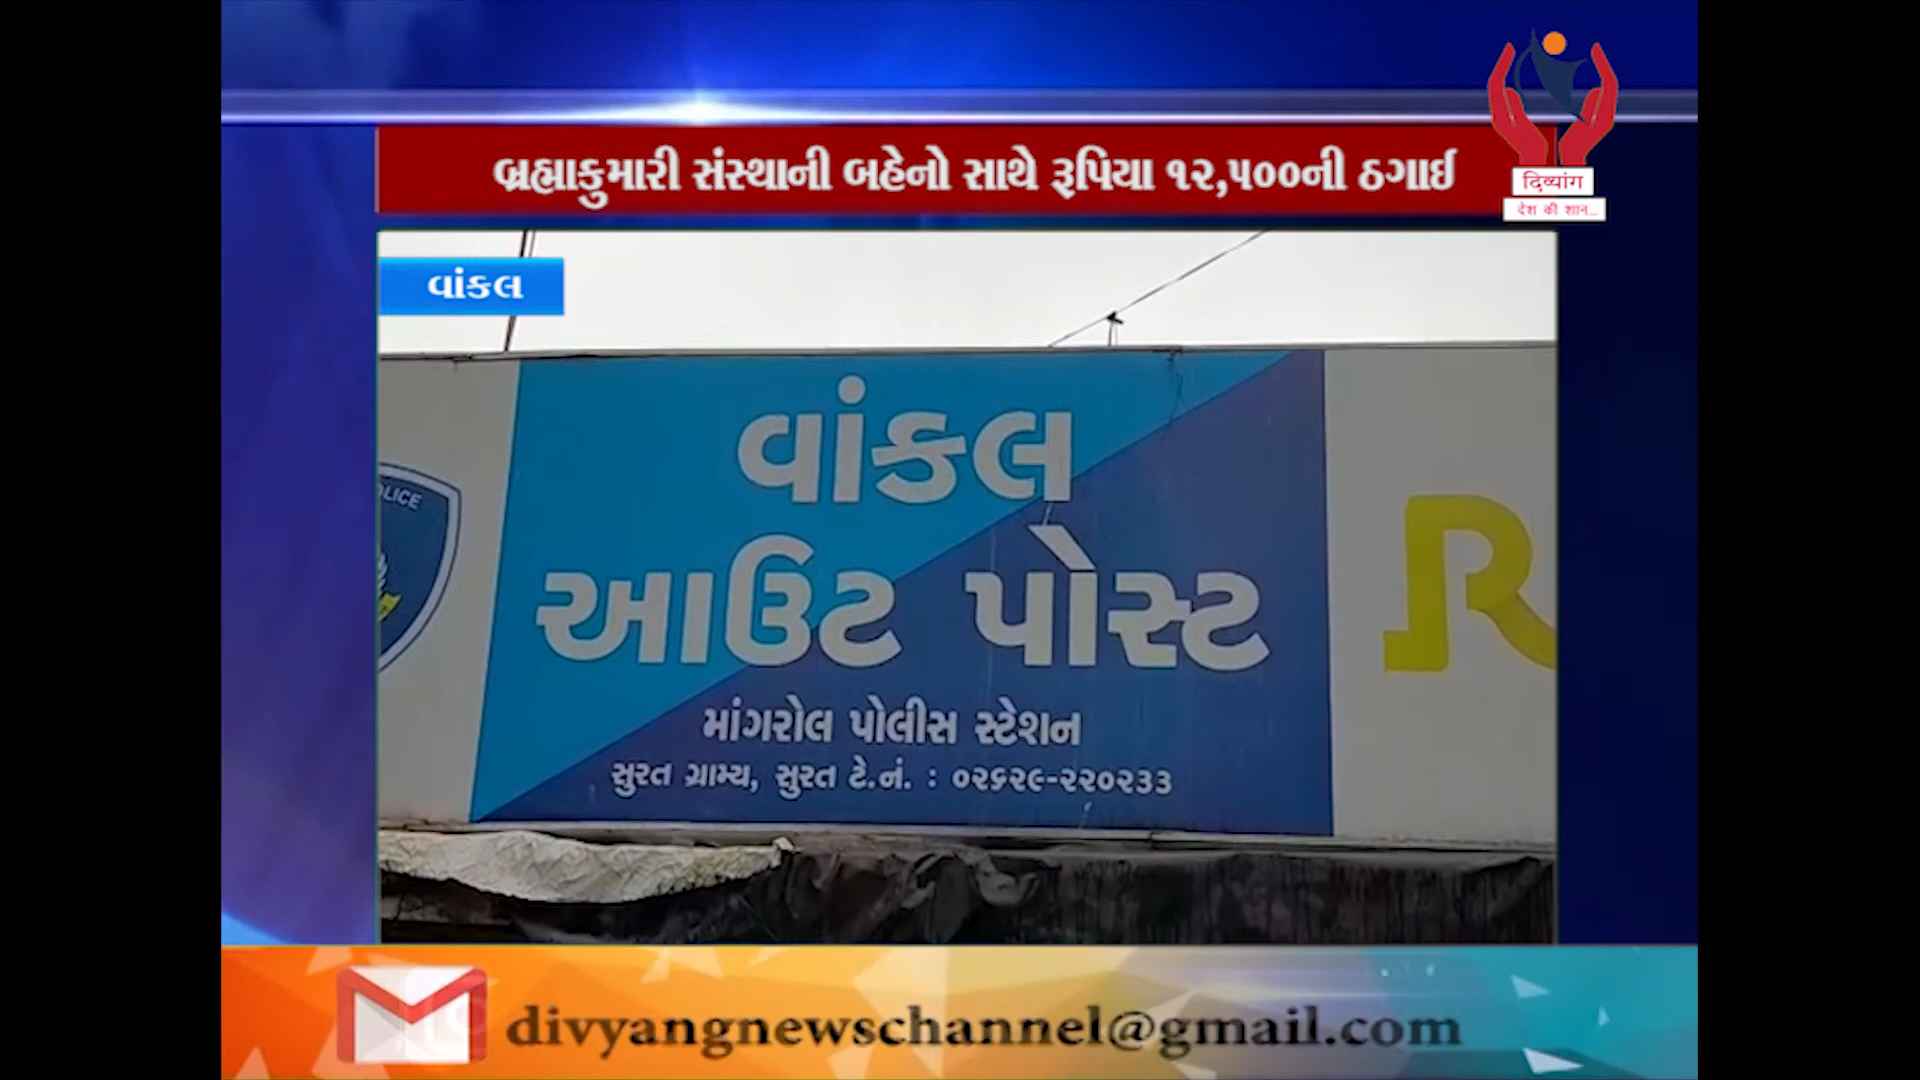 બ્રહ્માકુમારી સંસ્થાની બહેનો સાથે રૂપિયા ૧૨,૫૦૦ની ઠગાઈ
दिव्यांग
देश की शान...
વાંકલ
વાંકલ
આઉટ પોસ્ટ
માંગરોલ પોલીસ સ્ટેશન
સુરત ગ્રામ્ય, સુરત ટે.નં. : ૦૨૬૨૯-૨૨૦૨૩૩
R
divyangnewschannel@gmail.com